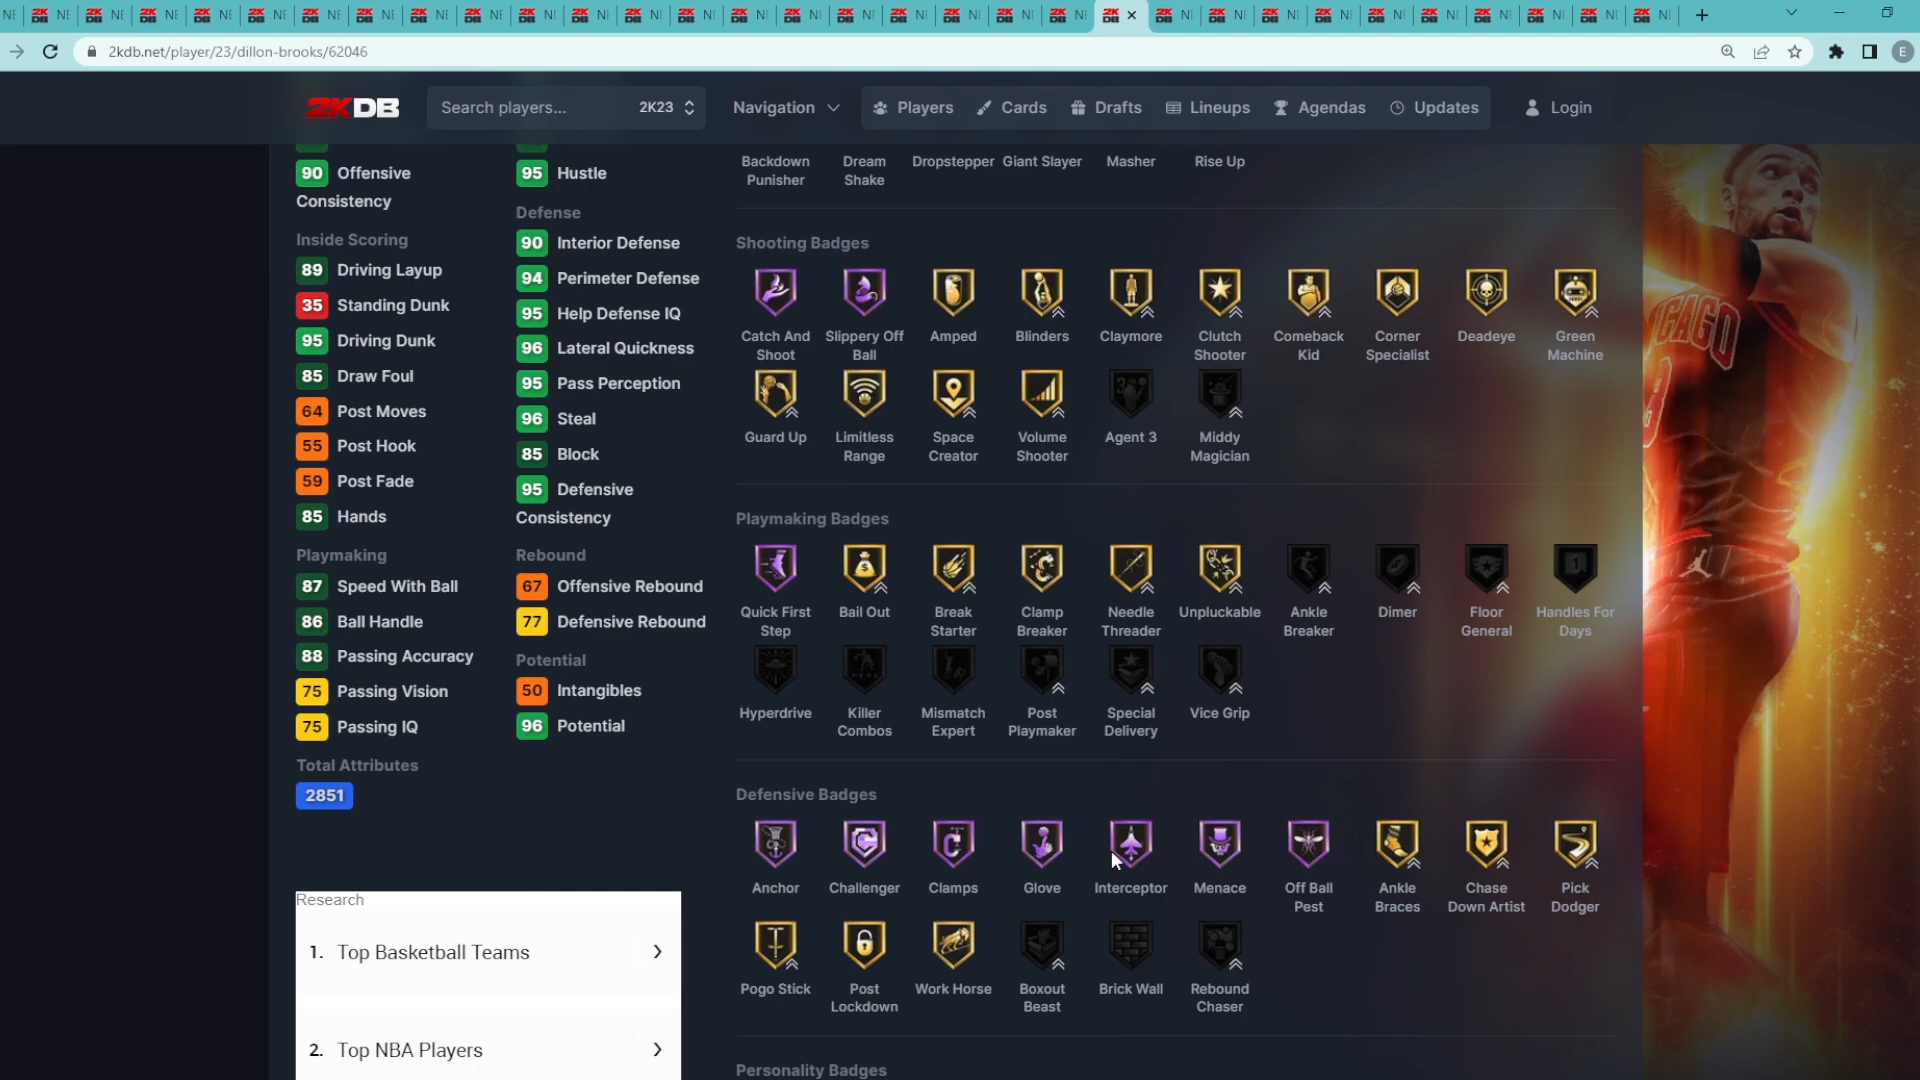 2kdb.net/player/23/dillon-brooks/62046
E
2KDB
Search players...
2K23
Navigation
Players
Cards
Drafts
Lineups
Agendas
Updates
Login
90 Offensive
Consistency
Inside Scoring
89 Driving Layup
35 Standing Dunk
95 Driving Dunk
85 Draw Foul
64 Post Moves
55 Post Hook
59 Post Fade
85 Hands
Playmaking
87 Speed With Ball
86 Ball Handle
88 Passing Accuracy
75 Passing Vision
75 Passing IQ
Total Attributes
2851
95 Hustle
Defense
90 Interior Defense
94 Perimeter Defense
95 Help Defense IQ
96 Lateral Quickness
95 Pass Perception
96 Steal
85 Block
95 Defensive
Consistency
Rebound
67 Offensive Rebound
77 Defensive Rebound
Potential
50 Intangibles
96 Potential
Research
1. Top Basketball Teams
2. Top NBA Players
Backdown
Punisher
Dream
Shake
Dropstepper
Giant Slayer
Masher
Rise Up
Shooting Badges
Catch And
Shoot
Slippery Off
Ball
Amped
Blinders
Claymore
Clutch
Shooter
Comeback
Kid
Corner
Specialist
Deadeye
Green
Machine
Guard Up
Limitless
Range
Space
Creator
Volume
Shooter
Agent 3
Middy
Magician
Playmaking Badges
Quick First
Step
Bail Out
Break
Starter
Clamp
Breaker
Needle
Threader
Unpluckable
Ankle
Breaker
Dimer
Floor
General
Handles For
Days
Hyperdrive
Killer
Combos
Mismatch
Expert
Post
Playmaker
Special
Delivery
Vice Grip
Defensive Badges
Anchor
Challenger
Clamps
Glove
Interceptor
Menace
Off Ball
Pest
Ankle
Braces
Chase
Down Artist
Pick
Dodger
Pogo Stick
Post
Lockdown
Work Horse
Boxout
Beast
Brick Wall
Rebound
Chaser
Personality Badges